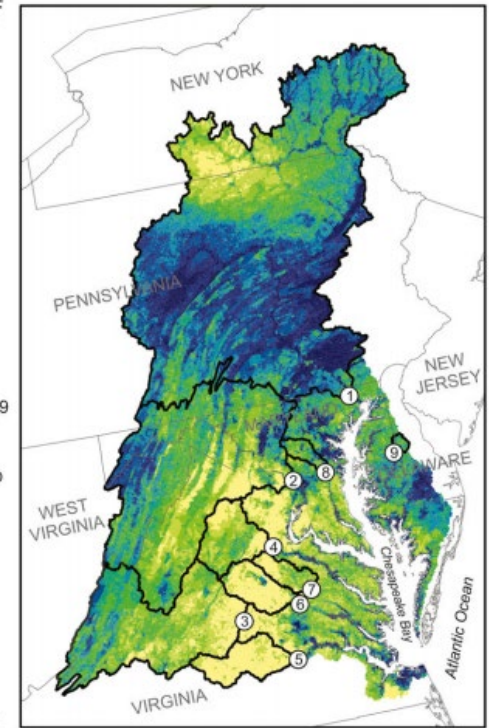 NEW YORK
PENNSYLVANIA
NEW
JERSEY
1
9
9
WARE
8
2
WEST
VIRGINIA
4
7
6
3
5
Chesapeake Bay
Atlantic Ocean
VIRGINIA